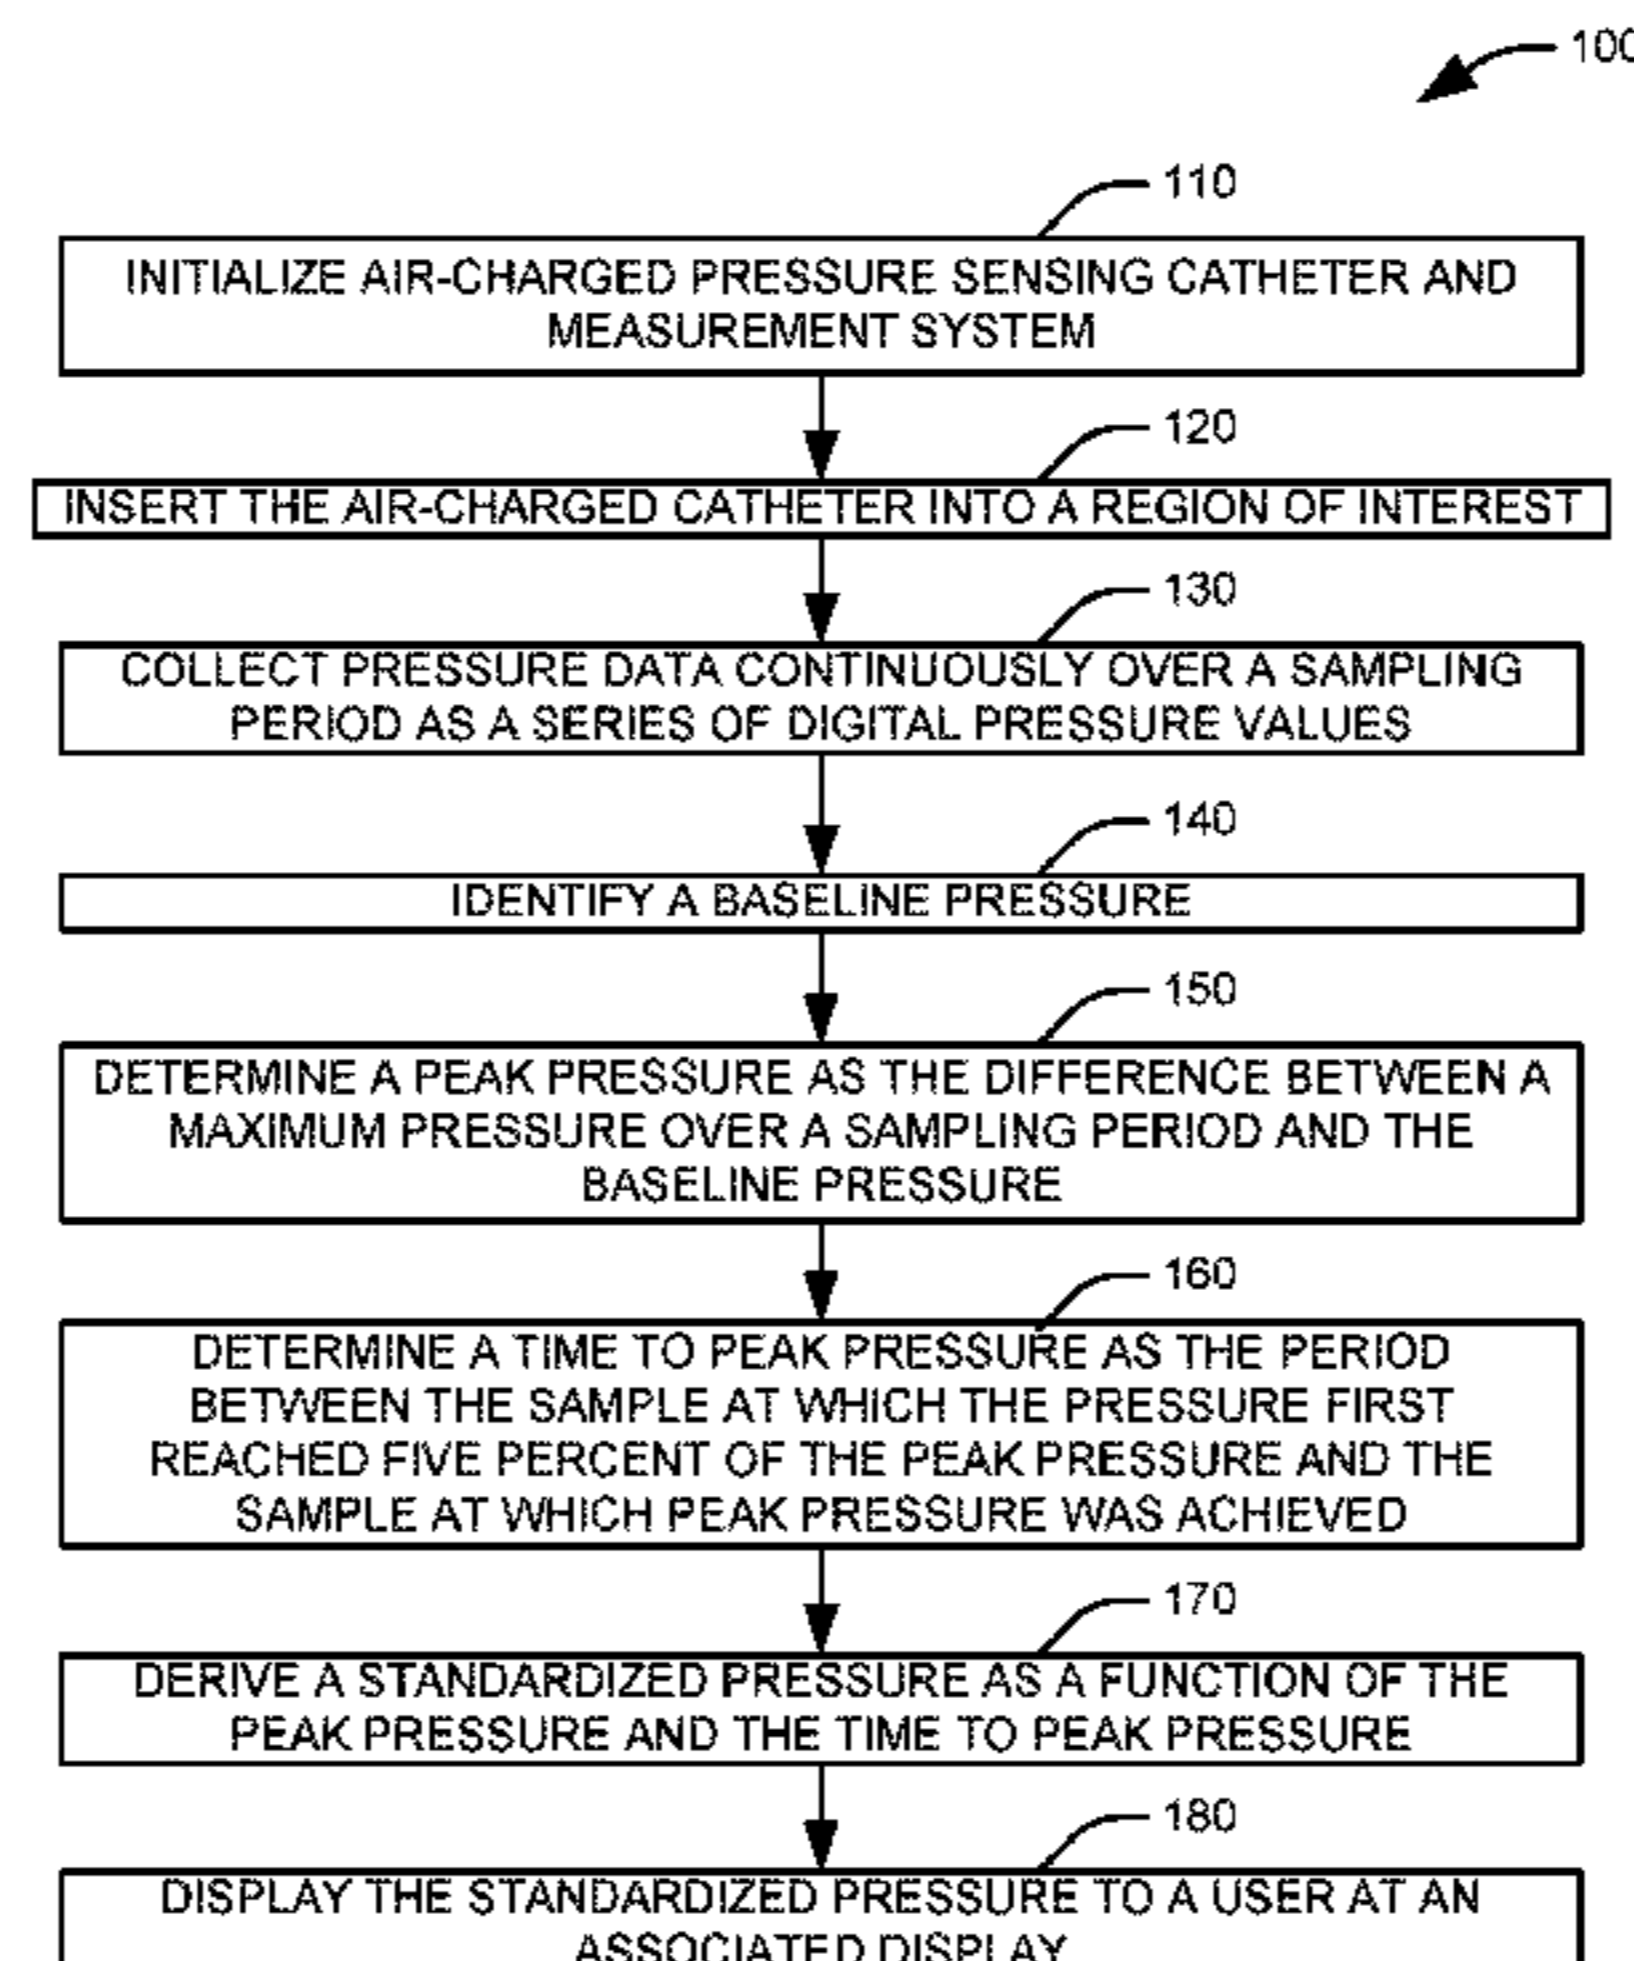 100
110
INITIALIZE AIR-CHARGED PRESSURE SENSING CATHETER AND
MEASUREMENT SYSTEM
120
INSERT THE AIR-CHARGED CATHETER INTO A REGION OF INTEREST
130
COLLECT PRESSURE DATA CONTINUOUSLY OVER A SAMPLING
PERIOD AS A SERIES OF DIGITAL PRESSURE VALUES
140
IDENTIFY A BASELINE PRESSURE
150
DETERMINE A PEAK PRESSURE AS THE DIFFERENCE BETWEEN A
MAXIMUM PRESSURE OVER A SAMPLING PERIOD AND THE
BASELINE PRESSURE
160
DETERMINE A TIME TO PEAK PRESSURE AS THE PERIOD
BETWEEN THE SAMPLE AT WHICH THE PRESSURE FIRST
REACHED FIVE PERCENT OF THE PEAK PRESSURE AND THE
SAMPLE AT WHICH PEAK PRESSURE WAS ACHIEVED
170
DERIVE A STANDARDIZED PRESSURE AS A FUNCTION OF THE
PEAK PRESSURE AND THE TIME TO PEAK PRESSURE
180
DISPLAY THE STANDARDIZED PRESSURE TO A USER AT AN
ASSOCIATED DISPLAY